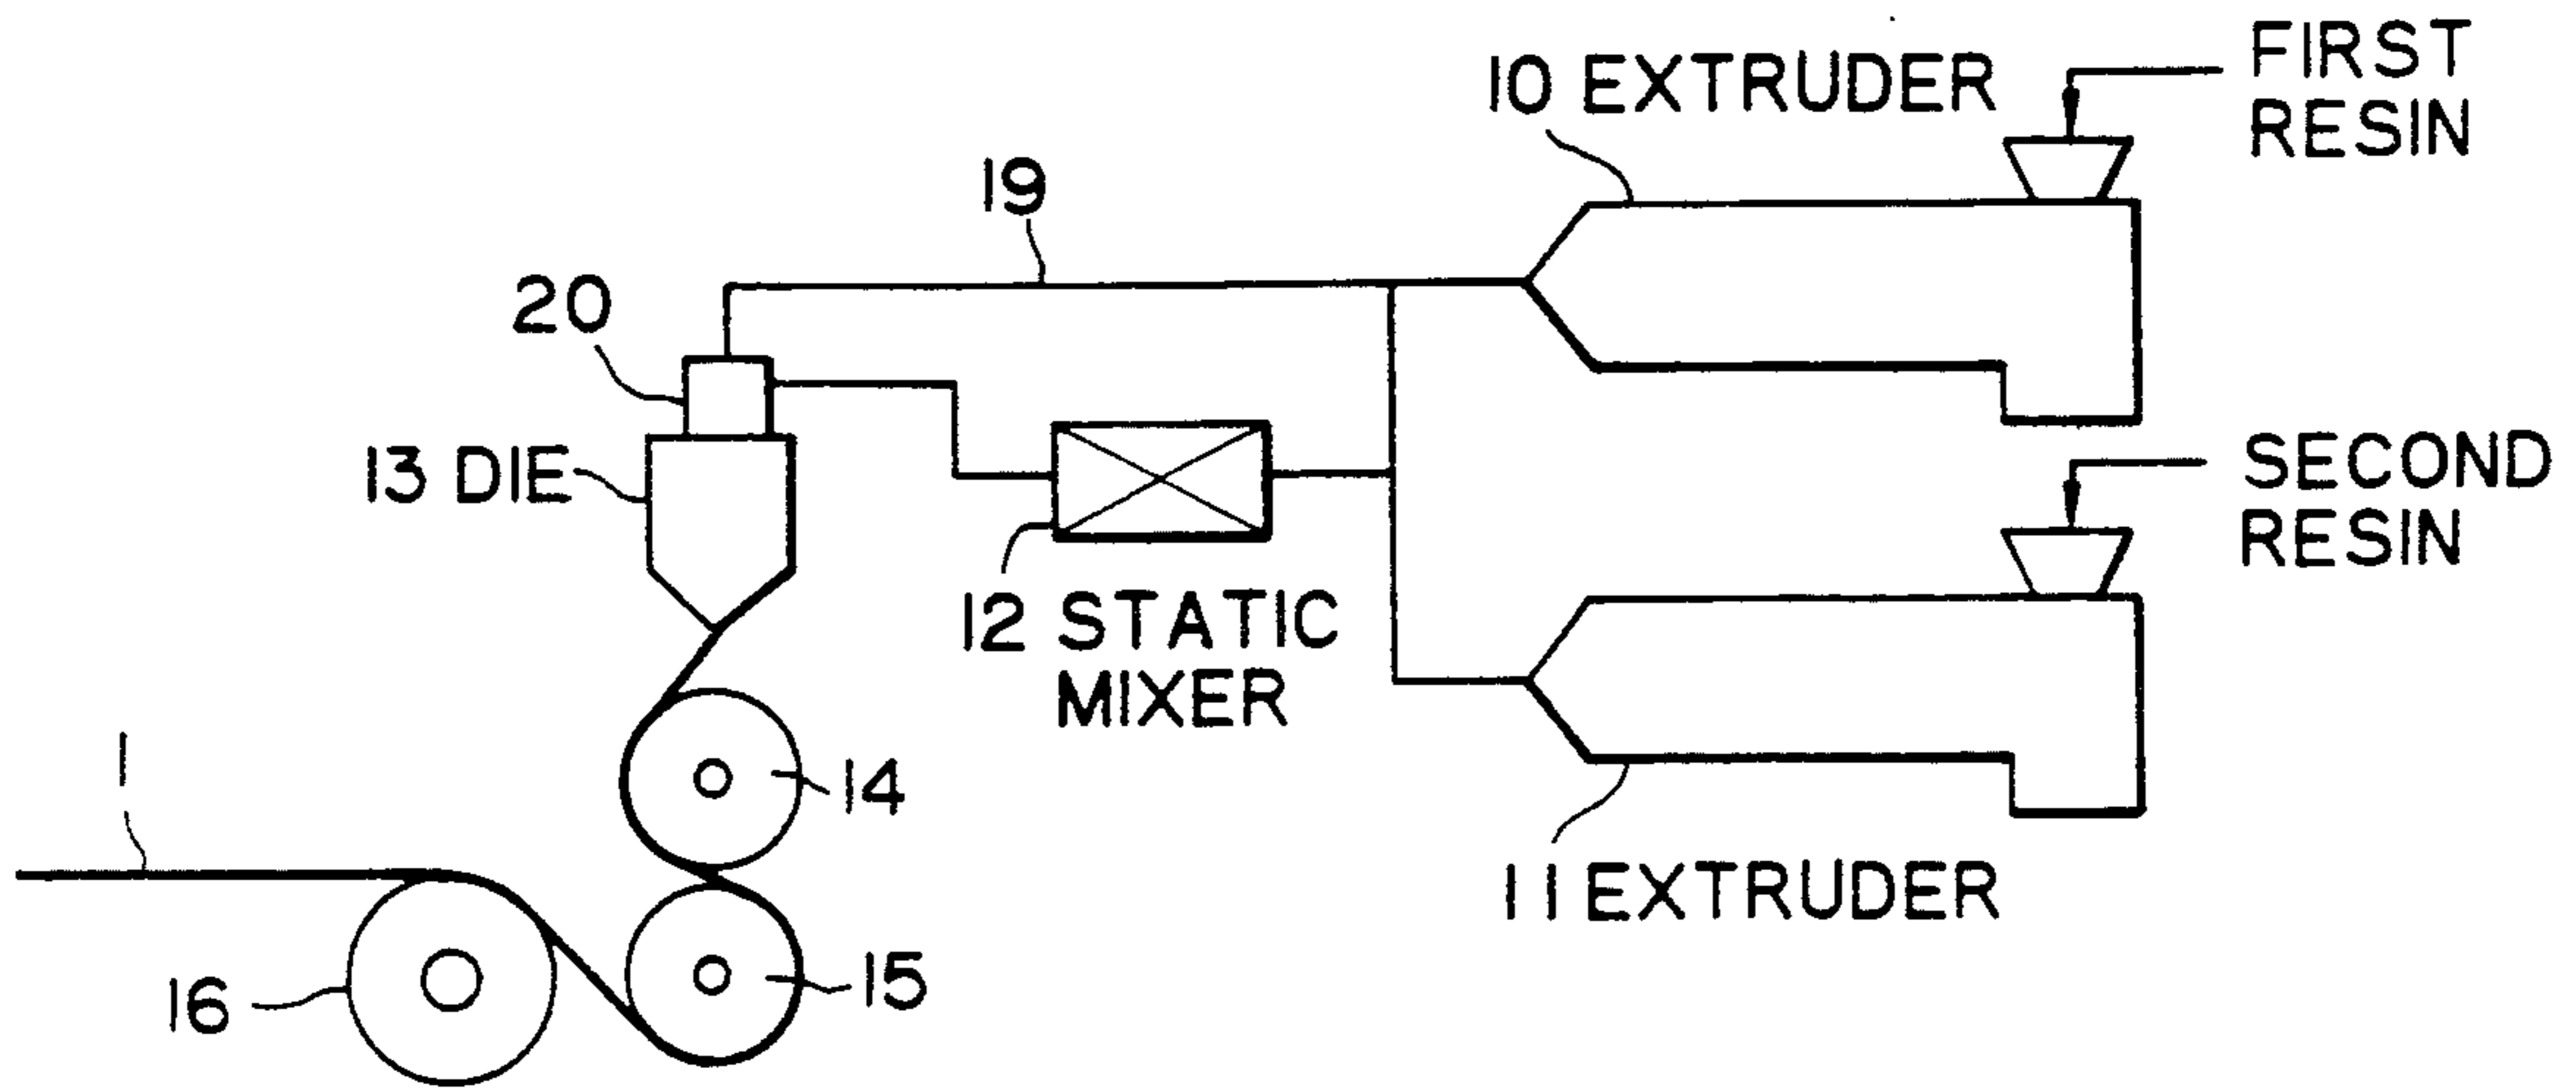 FIRST
RESIN
10 EXTRUDER
19
20
13 DIE
SECOND
RESIN
12 STATIC
MIXER
1
14
11 EXTRUDER
15
16